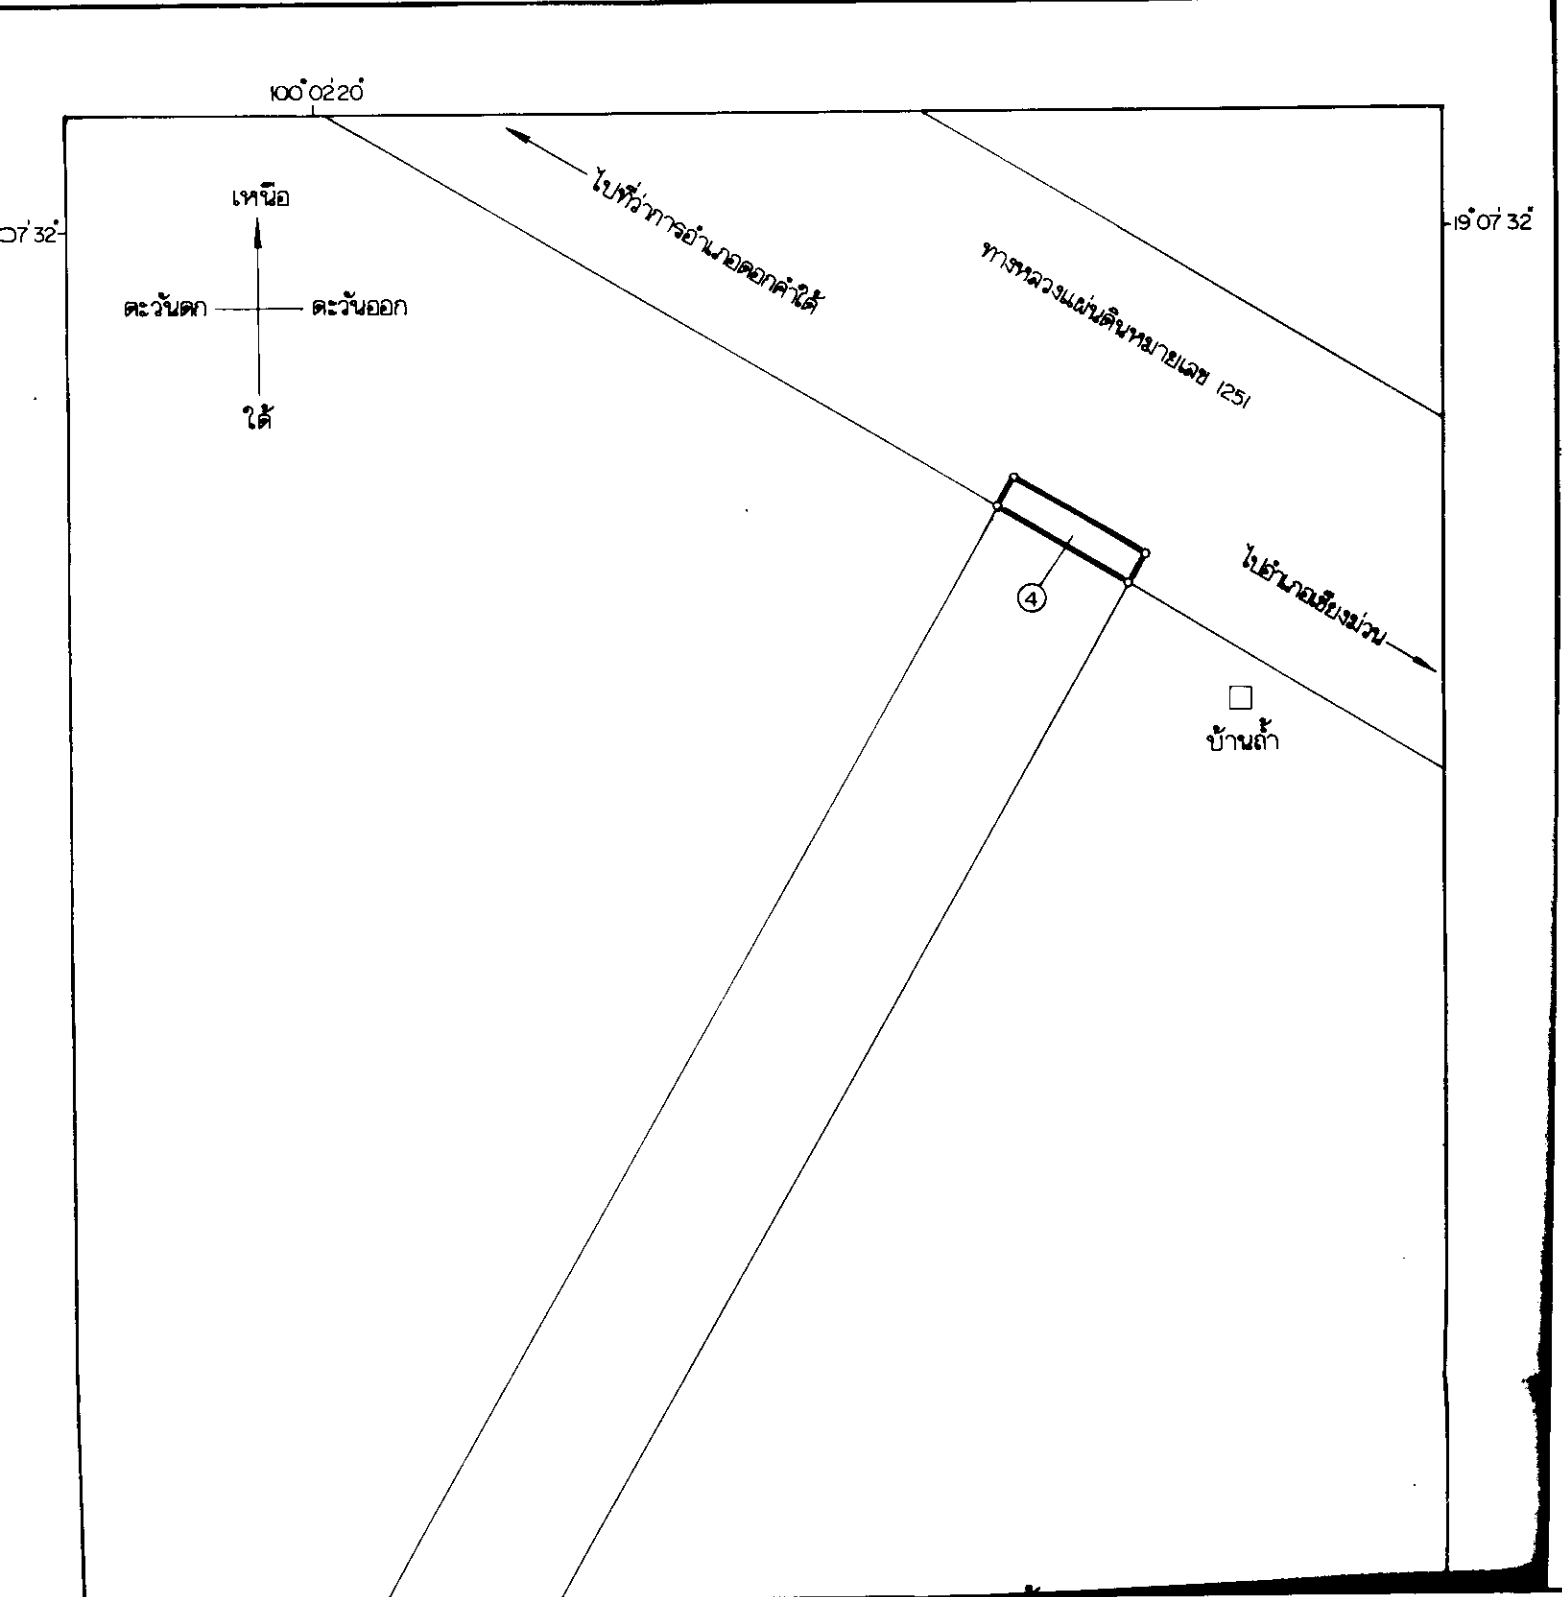 100°02'20"
เหนือ
07'32"
19°07'32"
ไปที่ว่าการอำเภอดอกคำใต้
ทางหลวงแผ่นดินหมายเลข 1251
ตะวันตก
ตะวันออก
ใต้
4
ไปอำเภอเชียงม่วน
บ้านถ้ำ